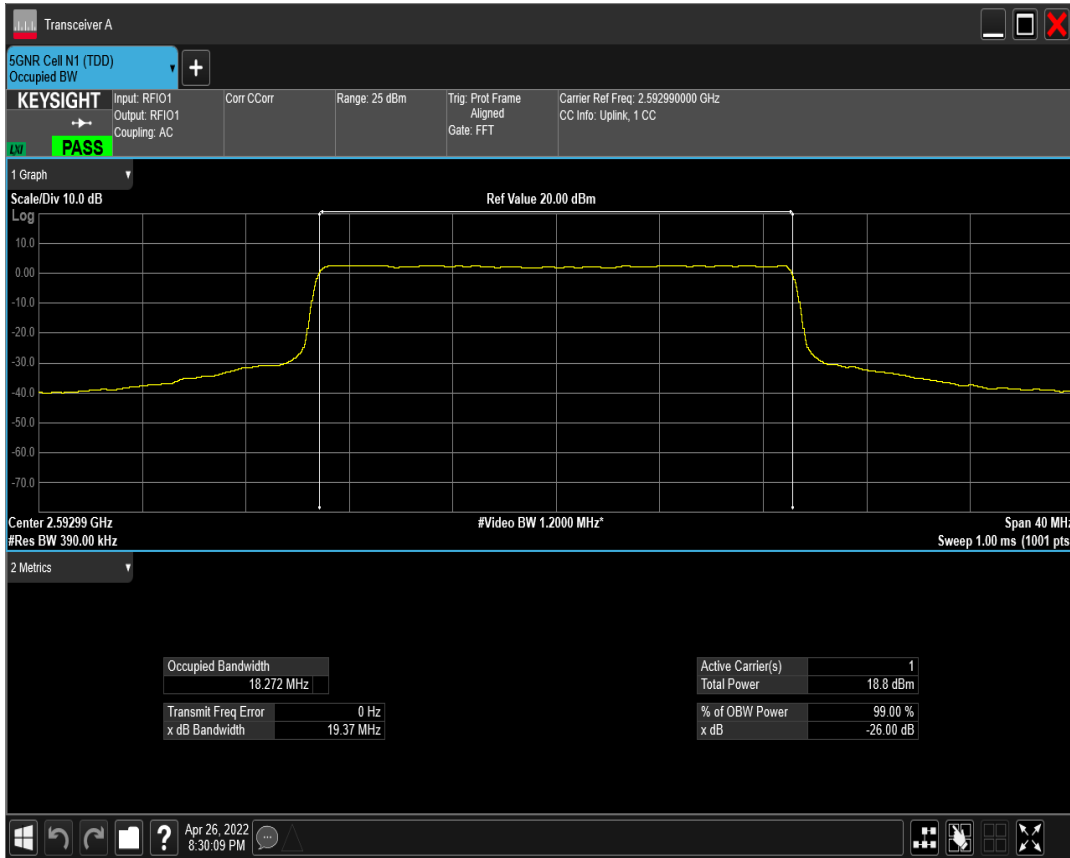 Transceiver A
5GNR Cell N1 (TDD)
Occupied BW
KEYSIGHT
LXI
PASS
Input: RFIO1
Output: RFIO1
Coupling: AC
Corr CCorr
Range: 25 dBm
Trig: Prot Frame
Aligned
Gate: FFT
Carrier Ref Freq: 2.592990000 GHz
CC Info: Uplink, 1 CC
1 Graph
Scale/Div 10.0 dB
Ref Value 20.00 dBm
Log
10.0
0.00
-10.0
-20.0
-30.0
-40.0
-50.0
-60.0
-70.0
Center 2.59299 GHz
#Video BW 1.2000 MHz*
Span 40 MHz
#Res BW 390.00 kHz
Sweep 1.00 ms (1001 pts
2 Metrics
Occupied Bandwidth
18.272 MHz
Transmit Freq Error 0 Hz
x dB Bandwidth 19.37 MHz
Active Carrier(s) 1
Total Power 18.8 dBm
% of OBW Power 99.00 %
x dB -26.00 dB
?
Apr 26, 2022
8:30:09 PM